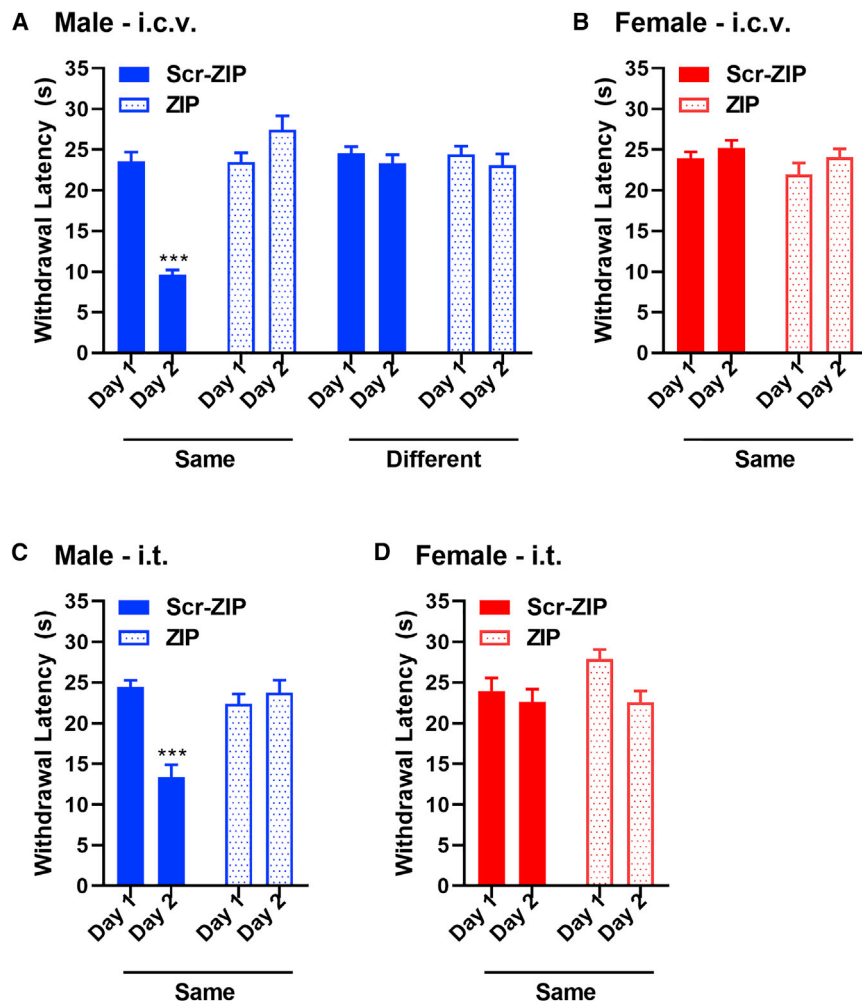 A Male - i.c.v.
Withdrawal Latency (s)
35
30
25
20
15
10
5
0
Scr-ZIP
ZIP
***
Day 1 Day 2 Day 1 Day 2 Day 1 Day 2 Day 1 Day 2
Same Different
B Female - i.c.v.
Withdrawal Latency (s)
35
30
25
20
15
10
5
0
Scr-ZIP
ZIP
Day 1 Day 2 Day 1 Day 2
Same
C Male - i.t.
Withdrawal Latency (s)
35
30
25
20
15
10
5
0
Scr-ZIP
ZIP
***
Day 1 Day 2 Day 1 Day 2
Same
D Female - i.t.
Withdrawal Latency (s)
35
30
25
20
15
10
5
0
Scr-ZIP
ZIP
Day 1 Day 2 Day 1 Day 2
Same